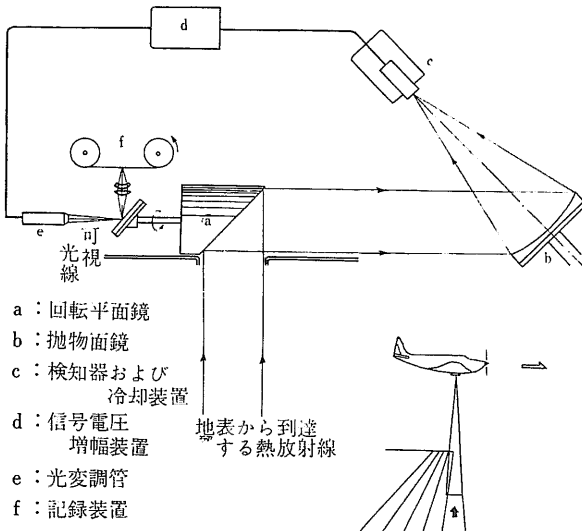 d
c
f
a
e
可視
光線
b
a：回転平面鏡
b：抛物面鏡
c：検知器および
冷却装置
d：信号電圧
増幅装置
e：光変調管
f：記録装置
地表から到達
する熱放射線